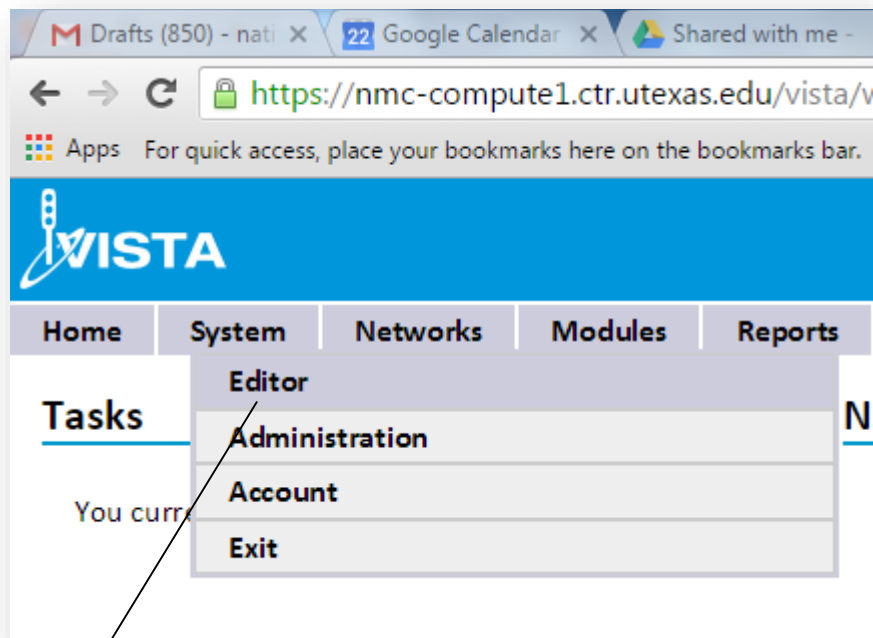 Drafts (850) - nati
22 Google Calendar
Shared with me -
https://nmc-compute1.ctr.utexas.edu/vista/
Apps For quick access, place your bookmarks here on the bookmarks bar.
VISTA
Home System Networks Modules Reports
Editor
Tasks
N
Administration
Account
You curre
Exit